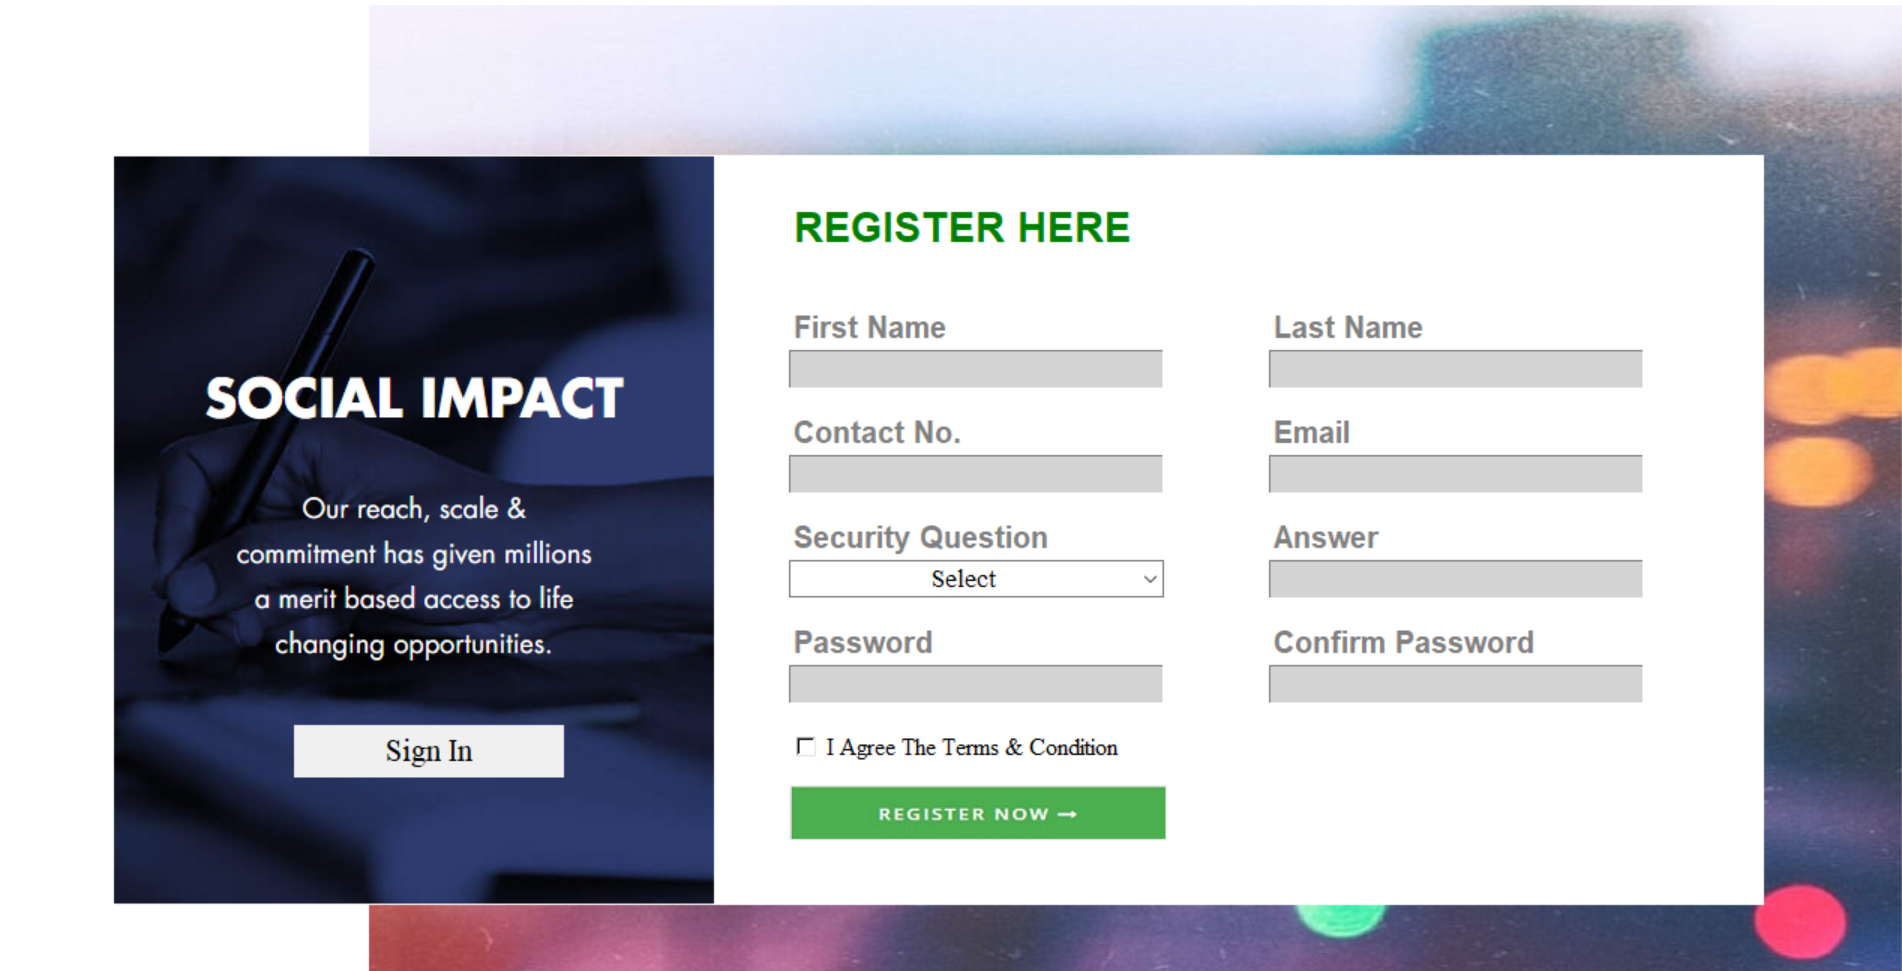 SOCIAL IMPACT
Our reach, scale &
commitment has given millions
a merit based access to life
changing opportunities.
Sign In
REGISTER HERE
First Name
Last Name
Contact No.
Email
Security Question
Answer
Select
Password
Confirm Password
I Agree The Terms & Condition
REGISTER NOW →